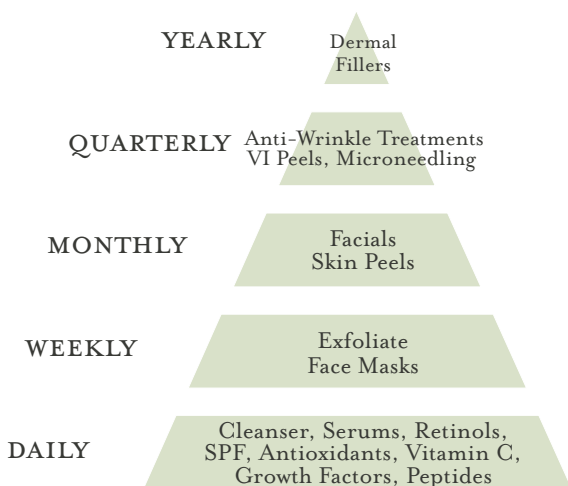 YEARLY
Dermal
Fillers
QUARTERLY
Anti-Wrinkle Treatments
VI Peels, Microneedling
MONTHLY
Facials
Skin Peels
WEEKLY
Exfoliate
Face Masks
DAILY
Cleanser, Serums, Retinols,
SPF, Antioxidants, Vitamin C,
Growth Factors, Peptides